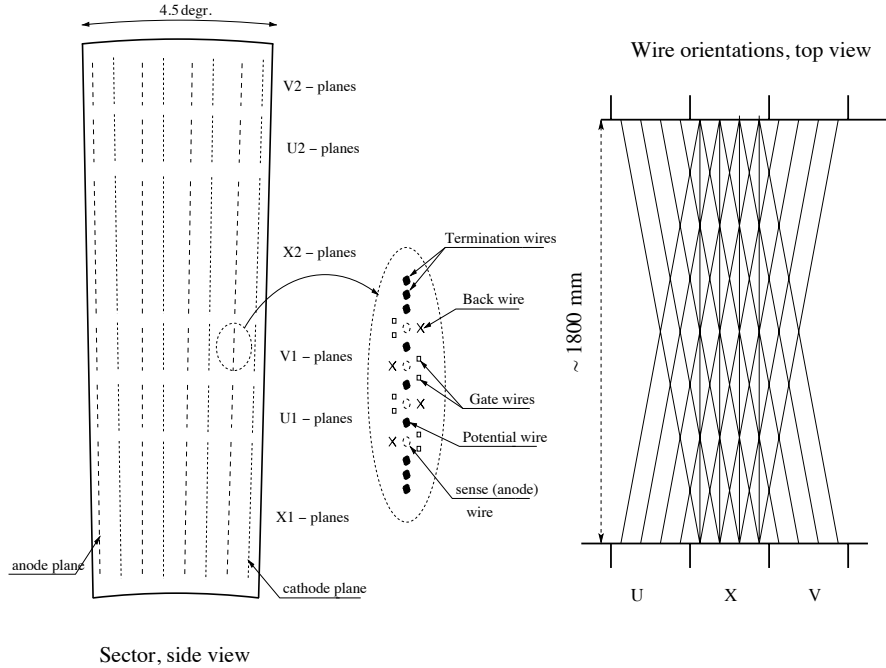 4.5 degr.
Wire orientations, top view
V2 – planes
U2 – planes
X2 – planes
V1 – planes
U1 – planes
X1 – planes
anode plane
cathode plane
Sector, side view
Termination wires
Back wire
Gate wires
Potential wire
sense (anode)
wire
~ 1800 mm
U X V